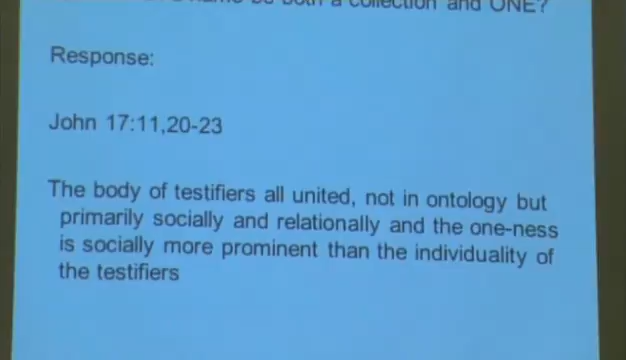 both a collection and ONE?
Response:
John 17:11,20-23
The body of testifiers all united, not in ontology but
primarily socially and relationally and the one-ness
is socially more prominent than the individuality of
the testifiers